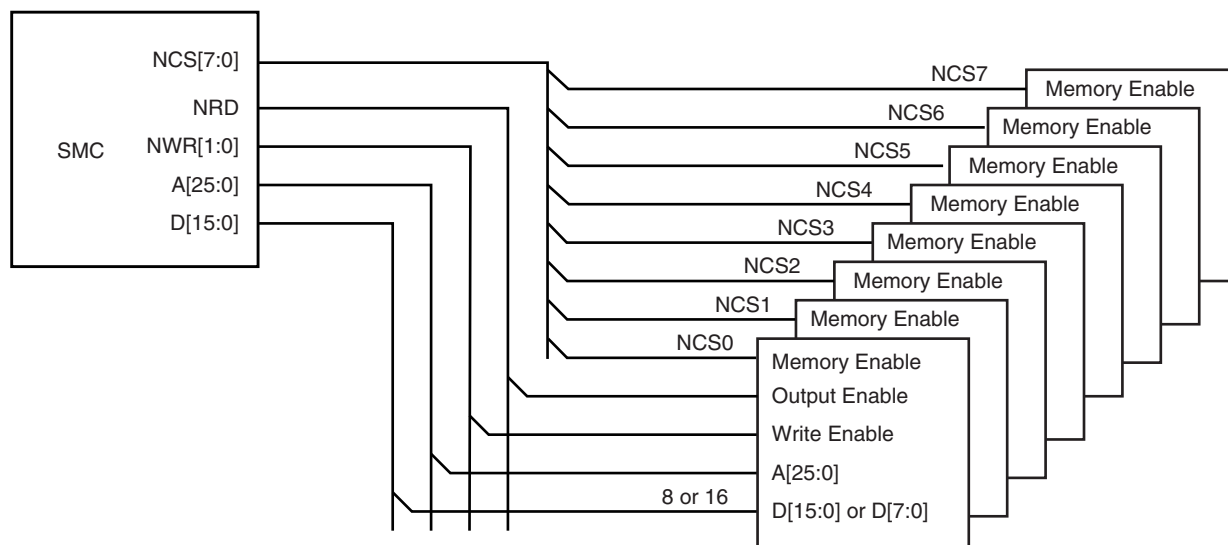 NCS[7:0]
NRD
SMC
NWR[1:0]
A[25:0]
D[15:0]
NCS7
Memory Enable
NCS6
Memory Enable
NCS5
Memory Enable
NCS4
Memory Enable
NCS3
Memory Enable
NCS2
Memory Enable
NCS1
Memory Enable
NCS0
Memory Enable
Output Enable
Write Enable
A[25:0]
8 or 16
D[15:0] or D[7:0]